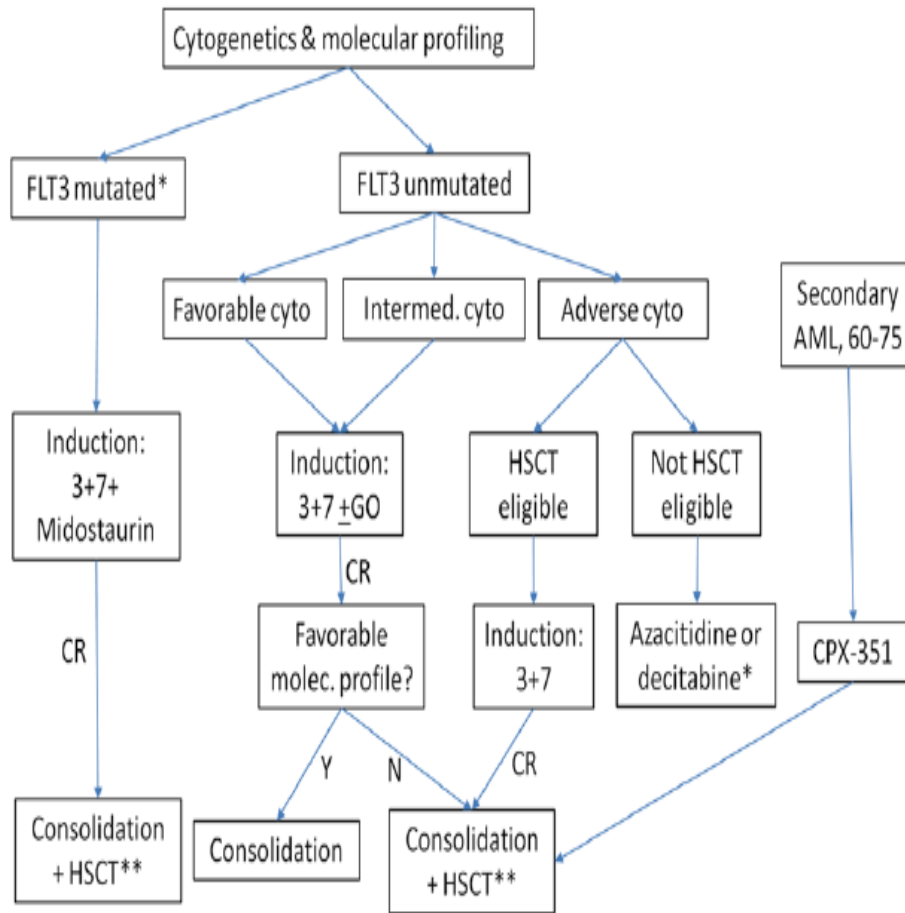 Cytogenetics & molecular profiling
FLT3 mutated*
FLT3 unmutated
Favorable cyto
Intermed. cyto
Adverse cyto
Secondary
AML, 60-75
Induction:
3+7+
Midostaurin
Induction:
3+7 ±GO
HSCT
eligible
Not HSCT
eligible
CR
CR
Favorable
molec. profile?
Induction:
3+7
Azacitidine or
decitabine*
CPX-351
Y
N
CR
Consolidation
+ HSCT**
Consolidation
Consolidation
+ HSCT**